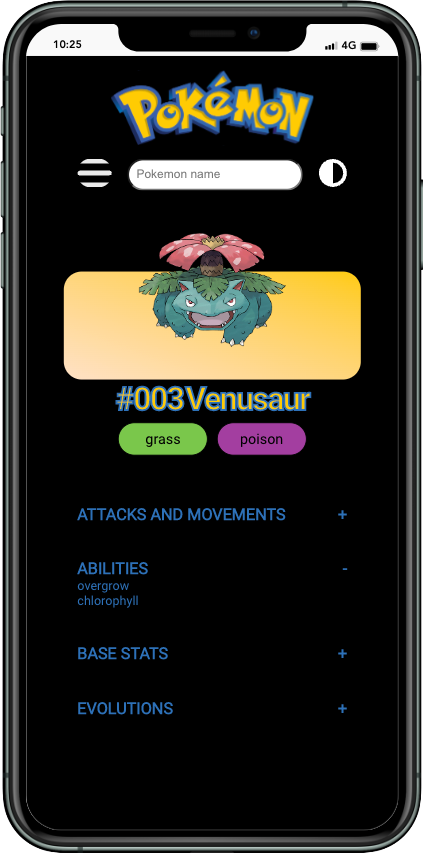 10:25
4G
POKéMON
Pokemon name
#003Venusaur
grass
poison
ATTACKS AND MOVEMENTS +
ABILITIES -
overgrow
chlorophyll
BASE STATS +
EVOLUTIONS +